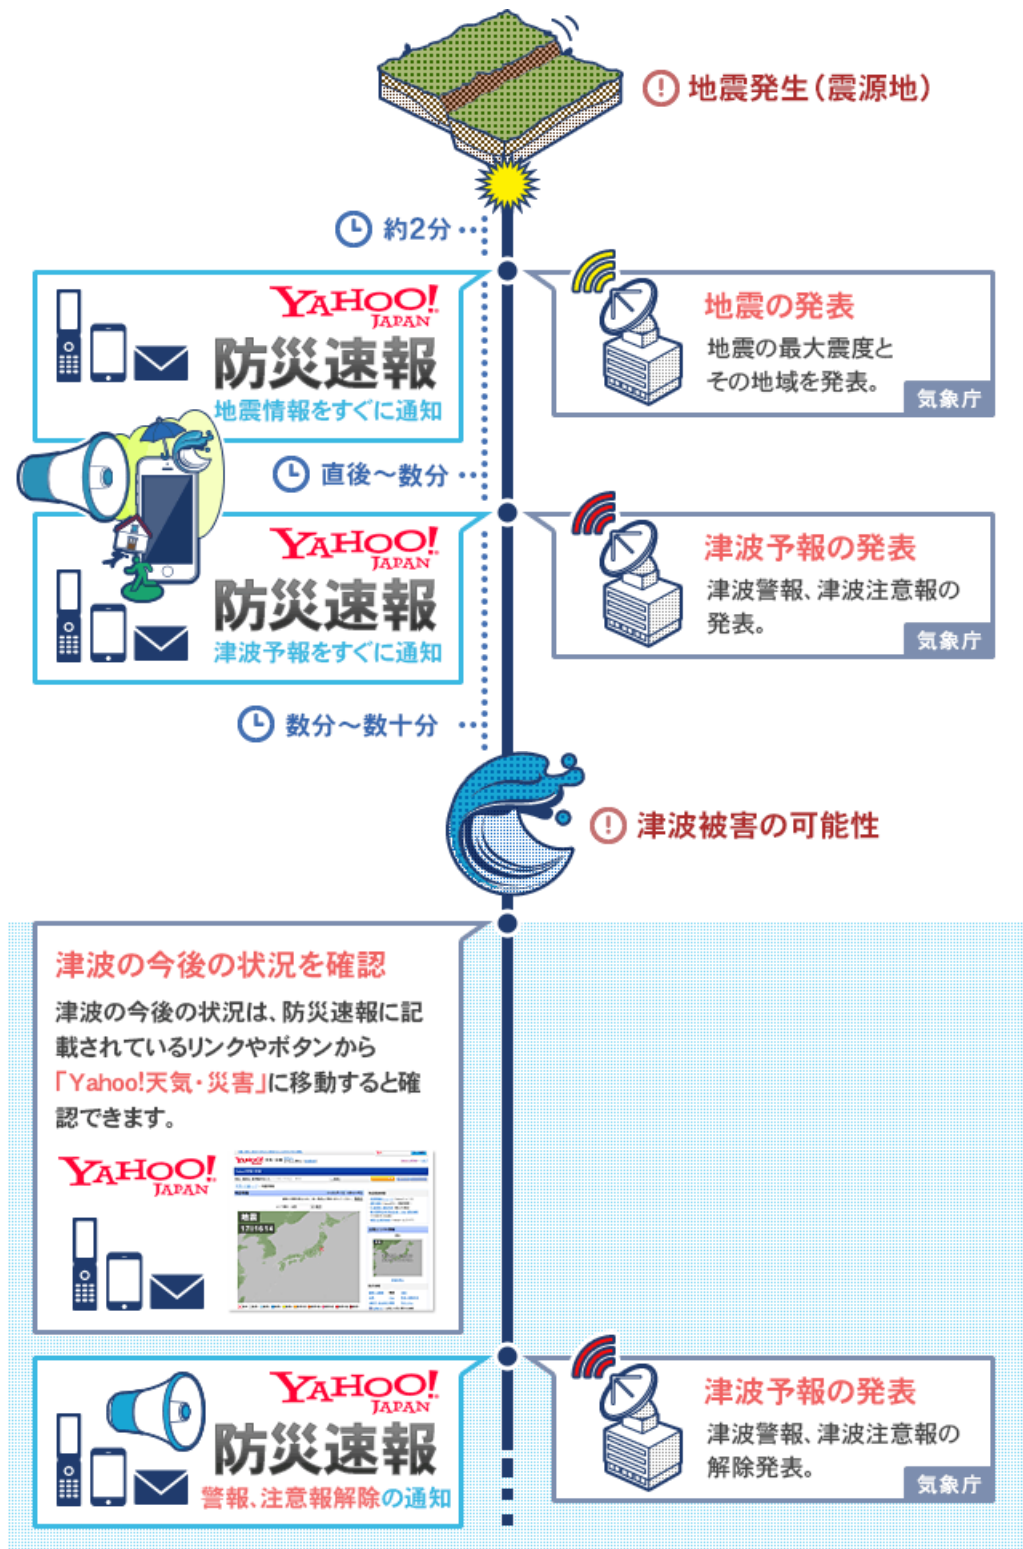 地震発生（震源地）
約2分
YAHOO!
JAPAN
防災速報
地震情報をすぐに通知
地震の発表
地震の最大震度と
その地域を発表。
気象庁
直後～数分
YAHOO!
JAPAN
防災速報
津波予報をすぐに通知
津波予報の発表
津波警報、津波注意報の
発表。
気象庁
数分～数十分
津波被害の可能性
津波の今後の状況を確認
津波の今後の状況は、防災速報に記
載されているリンクやボタンから
「Yahoo!天気・災害」に移動すると確
認できます。
YAHOO!
JAPAN
地震
YAHOO!
JAPAN
防災速報
警報、注意報解除の通知
津波予報の発表
津波警報、津波注意報の
解除発表。
気象庁